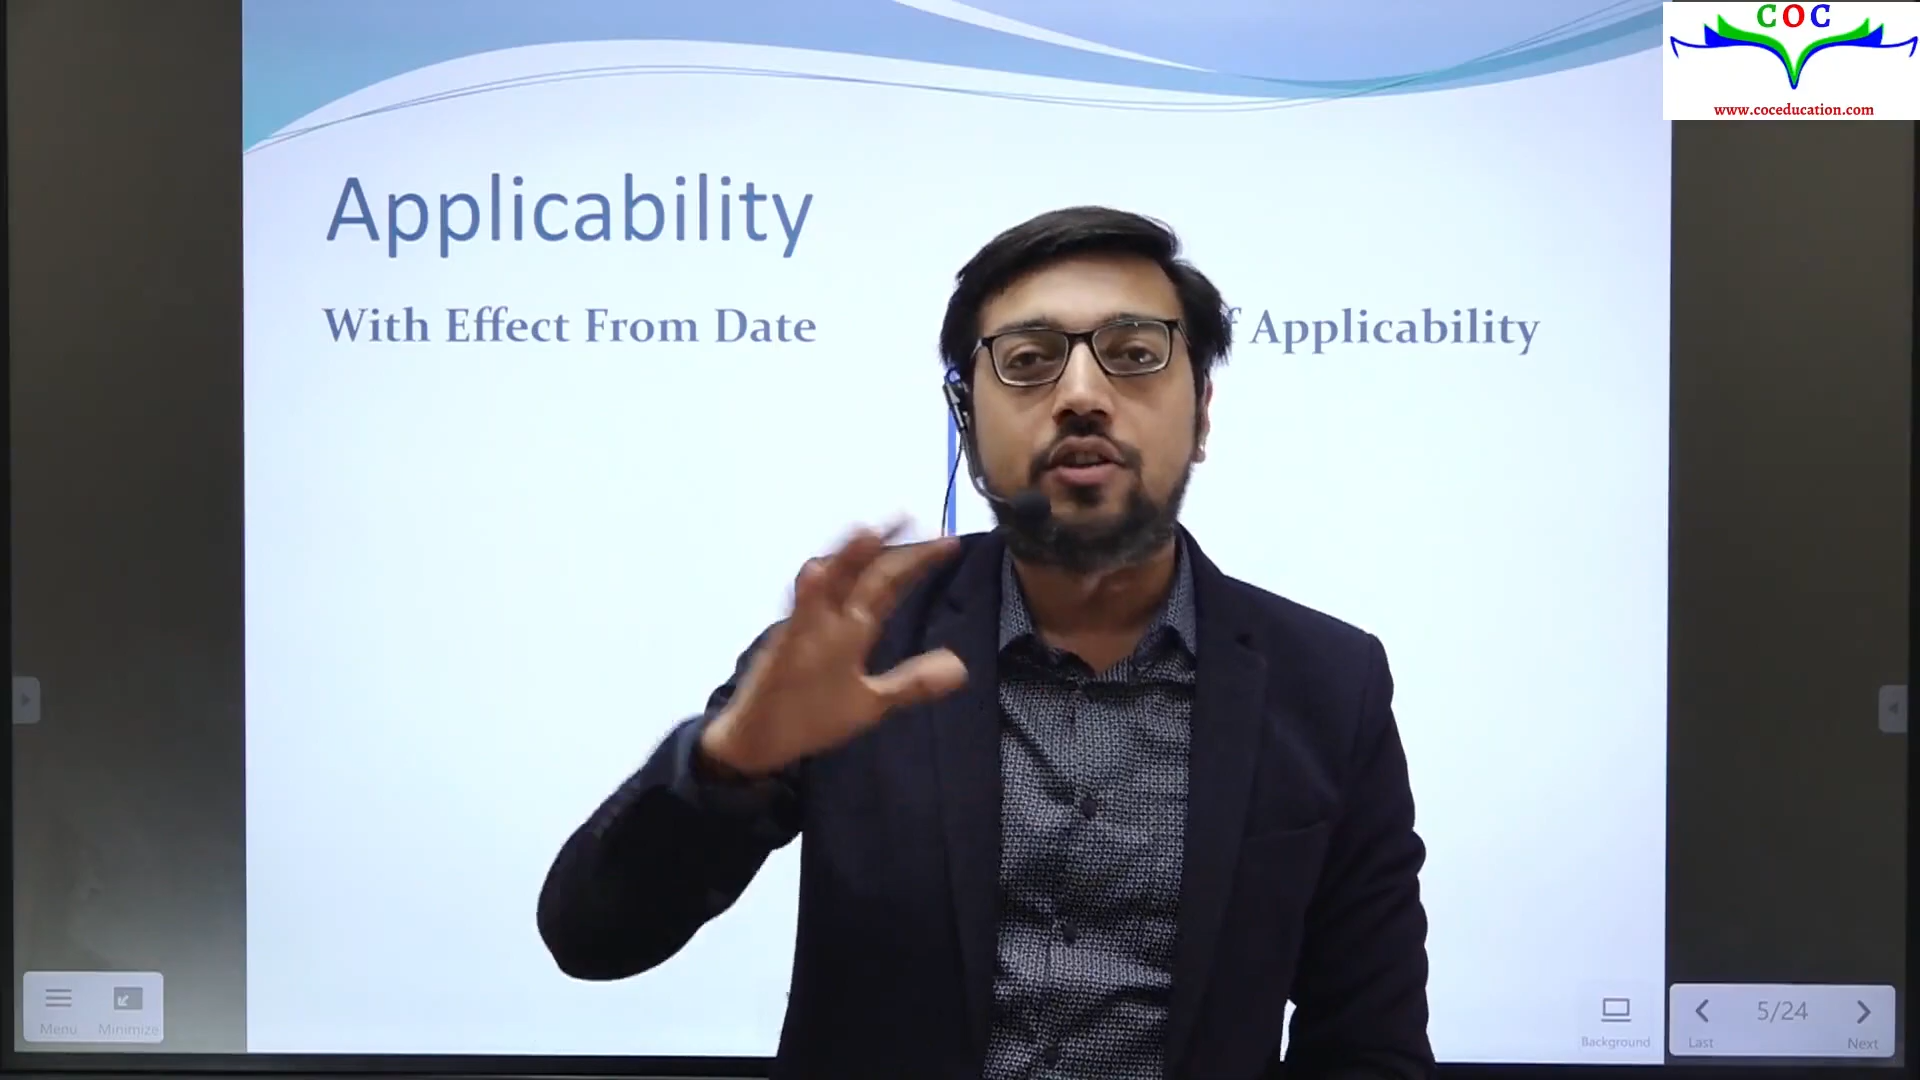 COC
www.coceducation.com
Applicability
With Effect From Date
Applicability
Menu
Minimize
Background
5/24
Last
Next